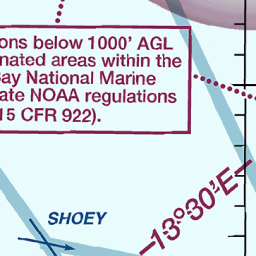 ons below 1000' AGL
nated areas within the
Bay National Marine
ate NOAA regulations
15 CFR 922).
13°30'E
SHOEY